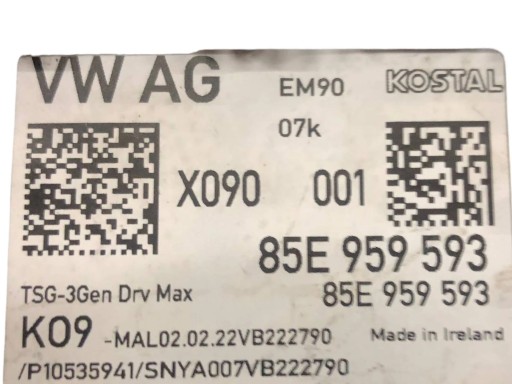 VW AG EM90 KOSTAL
07k
X090 001
85E 959 593
TSG-3Gen Drv Max 85E 959 593
K09 -MAL02.02.22VB222790 Made in Ireland
/P10535941/SNYA007VB222790